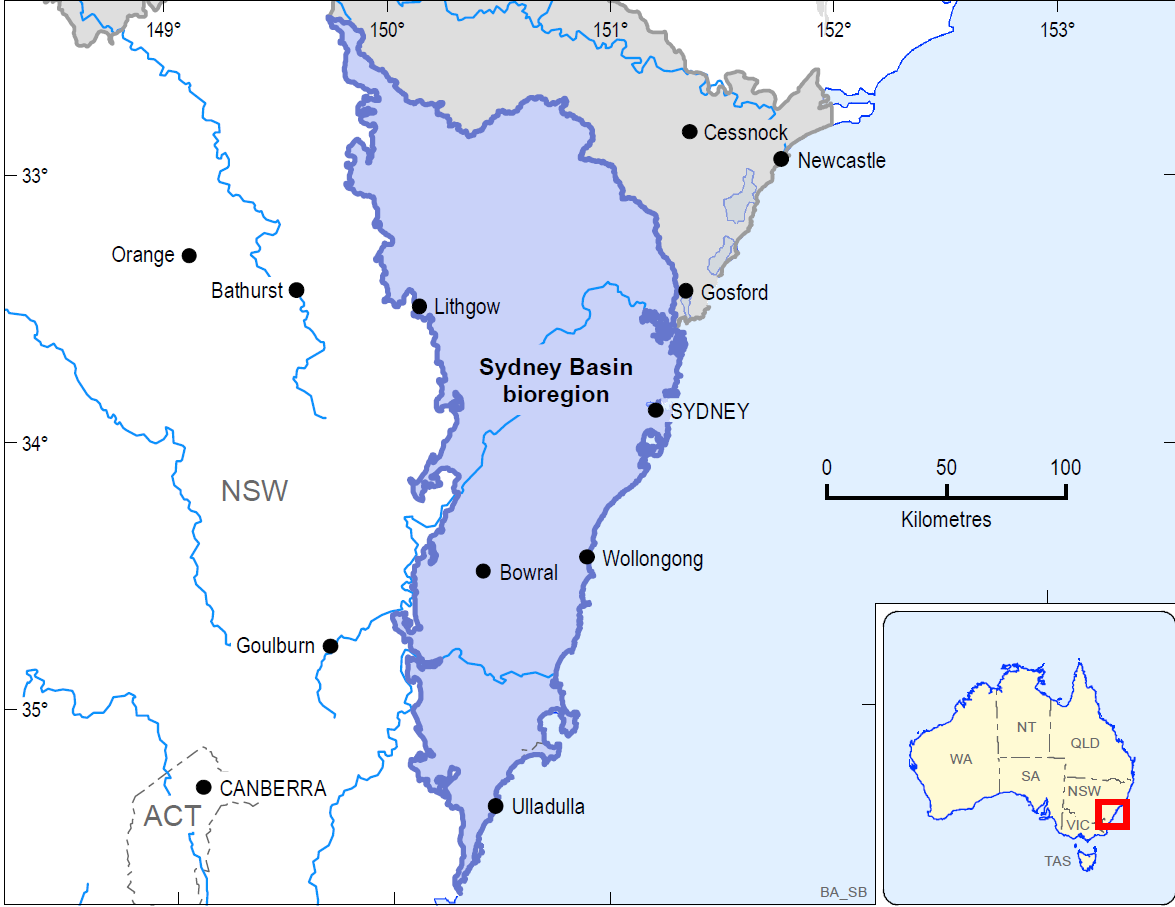 149°
150°
151°
152°
153°
Cessnock
Newcastle
33°
Orange
Bathurst
Gosford
Lithgow
Sydney Basin
bioregion
SYDNEY
34°
0 50 100
Kilometres
NSW
Wollongong
Bowral
Goulburn
35°
CANBERRA
ACT
Ulladulla
BA_SB
NT
QLD
WA
SA
NSW
VIC
TAS